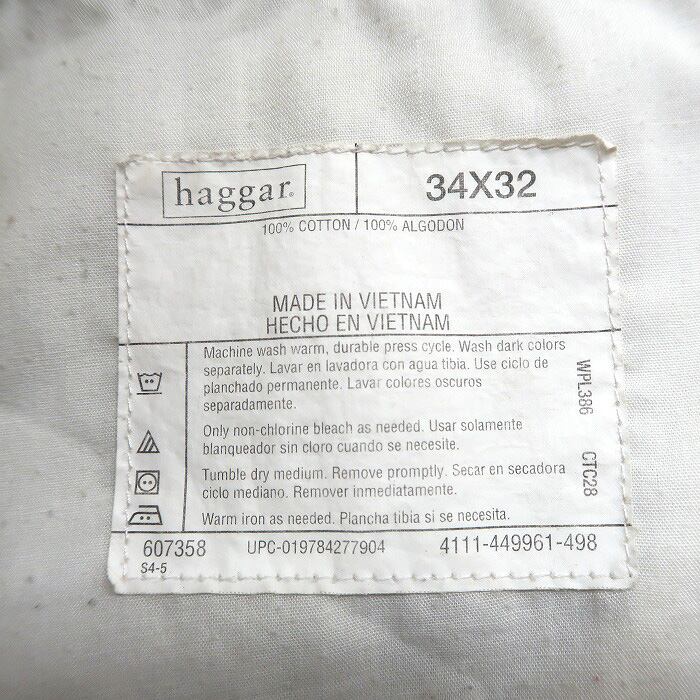 haggar.
34X32
100% COTTON / 100% ALGODON
MADE IN VIETNAM
HECHO EN VIETNAM
Machine wash warm, durable press cycle. Wash dark colors
separately. Lavar en lavadora con agua tibia. Use ciclo de
planchado permanente. Lavar colores oscuros
separadamente.
Only non-chlorine bleach as needed. Usar solamente
blanqueador sin cloro cuando se necesite.
Tumble dry medium. Remove promptly. Secar en secadora
ciclo mediano. Remover inmediatamente.
Warm iron as needed. Plancha tibia si se necesita.
WPL386
CTC28
607358
UPC-019784277904
4111-449961-498
S4-5